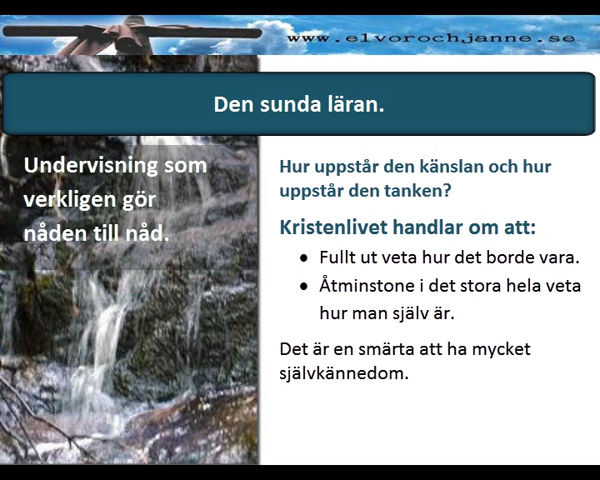 www.elvorochjanne.se
Den sunda läran.
Undervisning som
verkligen gör
nåden till nåd.
Hur uppstår den känslan och hur
uppstår den tanken?
Kristenlivet handlar om att:
• Fullt ut veta hur det borde vara.
• Åtminstone i det stora hela veta
hur man själv är.
Det är en smärta att ha mycket
självkännedom.